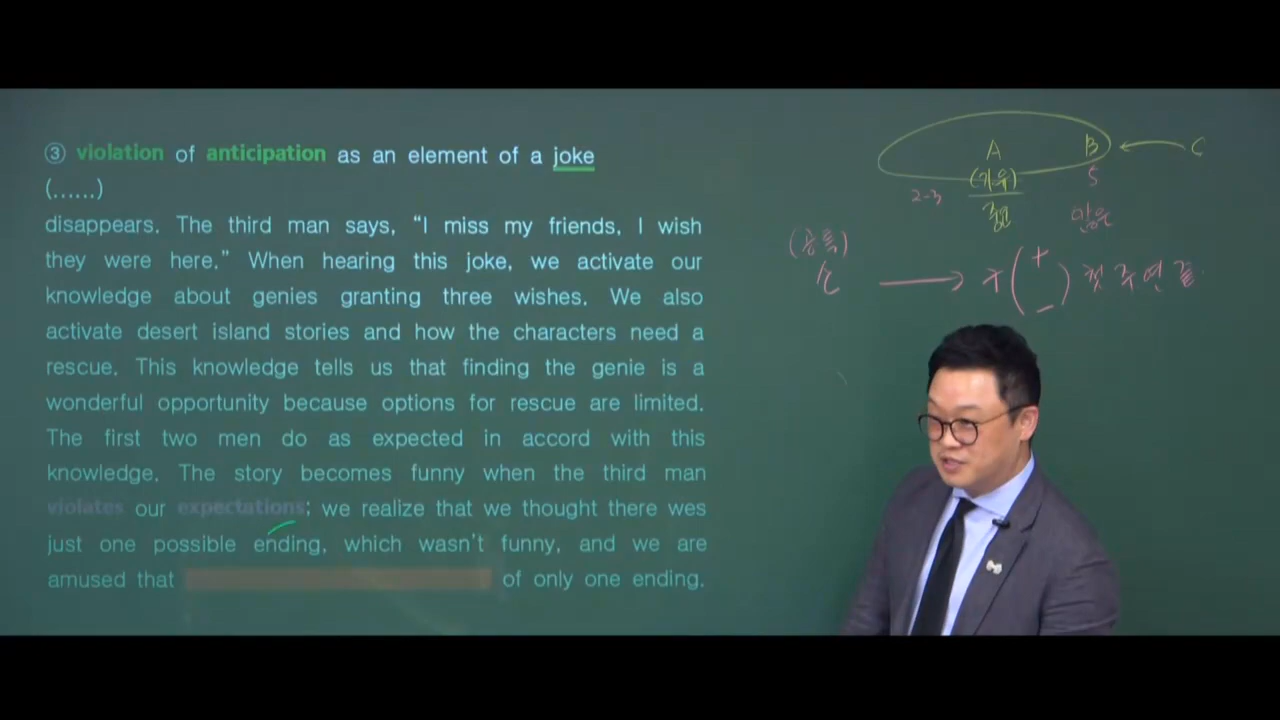 ③ violation of anticipation as an element of a joke
(......)
disappears. The third man says, “I miss my friends, I wish
they were here.” When hearing this joke, we activate our
knowledge about genies granting three wishes. We also
activate desert island stories and how the characters need a
rescue. This knowledge tells us that finding the genie is a
wonderful opportunity because options for rescue are limited.
The first two men do as expected in accord with this
knowledge. The story becomes funny when the third man
violates our expectations; we realize that we thought there wes
just one possible ending, which wasn't funny, and we are
amused that
of only one ending.
A B C
2-3 5
+
-